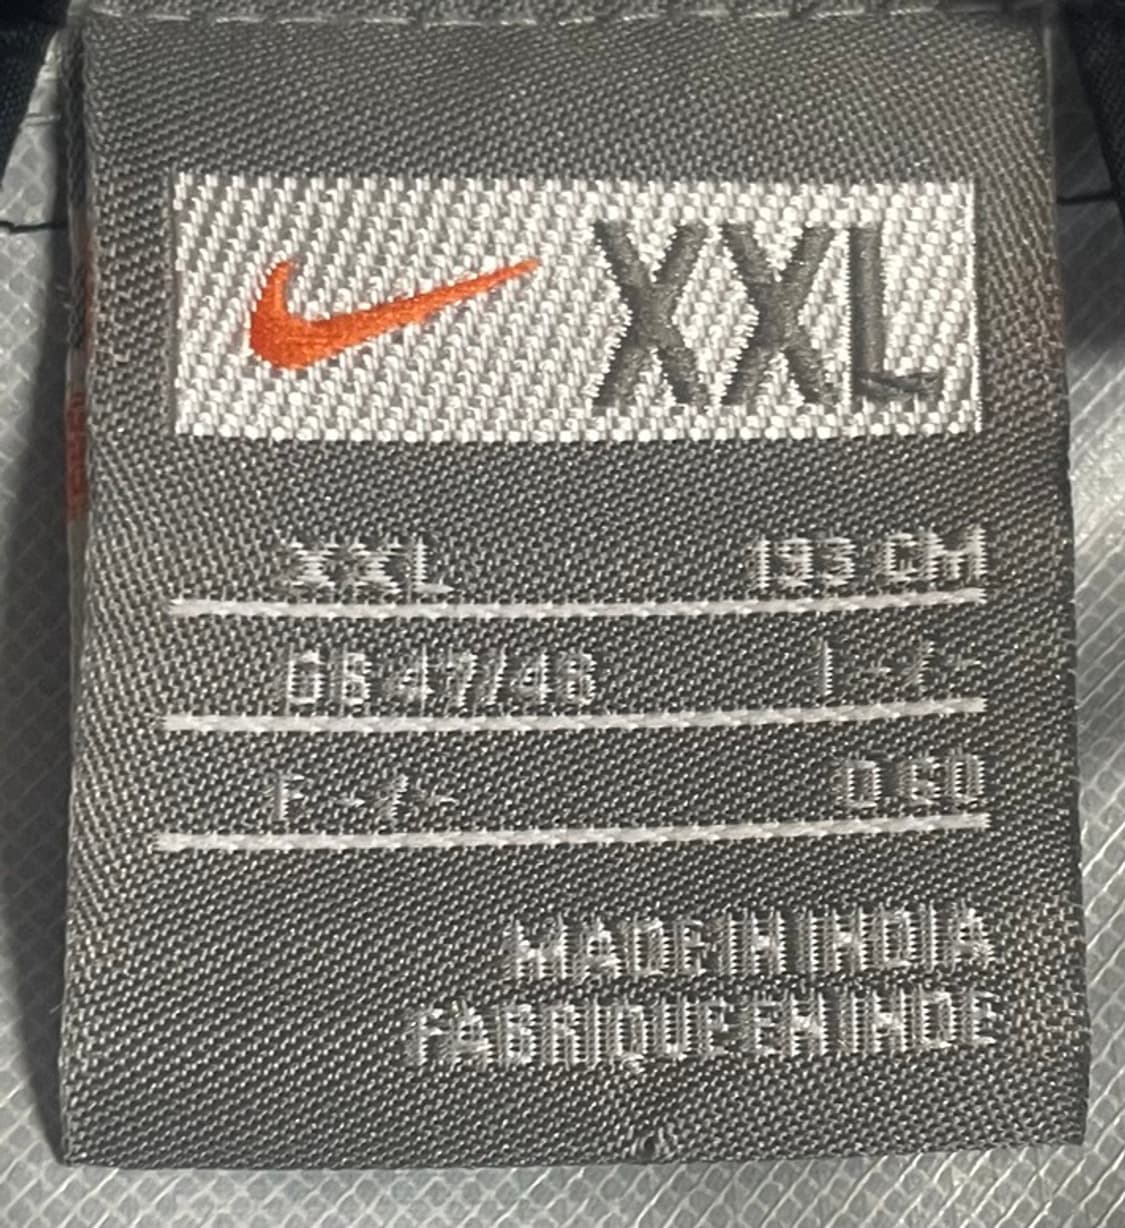 XXL
XXL 193 CM
GB 47/48 I -/-
F -/- D 60
MADE IN INDIA
FABRIQUE EN INDE